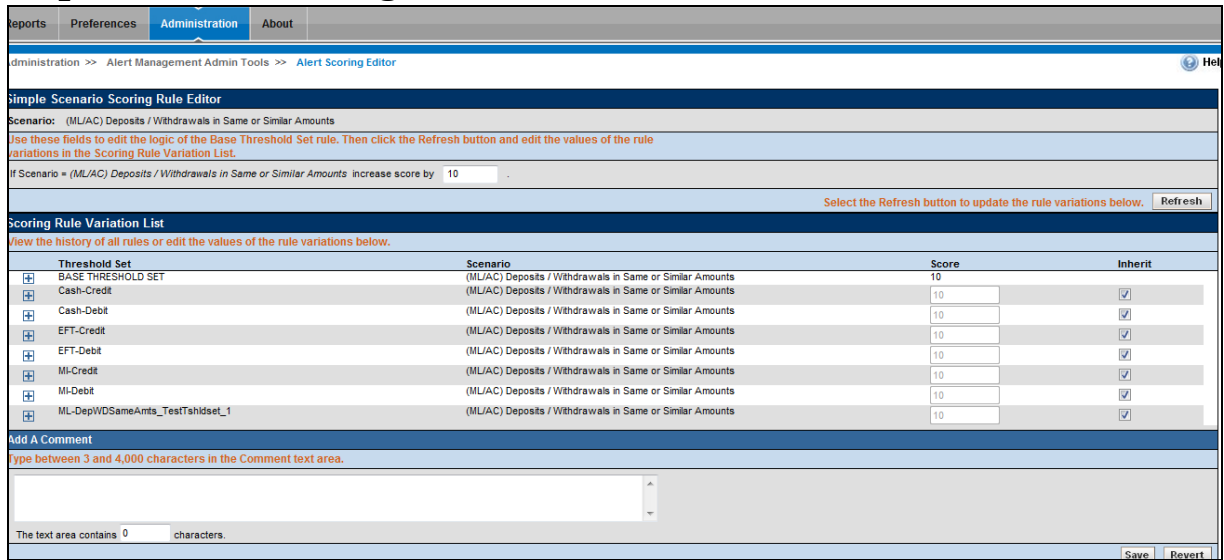 Reports Preferences Administration About
Administration >> Alert Management Admin Tools >> Alert Scoring Editor Help
Simple Scenario Scoring Rule Editor
Scenario: (ML/AC) Deposits / Withdrawals in Same or Similar Amounts
Use these fields to edit the logic of the Base Threshold Set rule. Then click the Refresh button and edit the values of the rule
variations in the Scoring Rule Variation List.
If Scenario = (ML/AC) Deposits / Withdrawals in Same or Similar Amounts increase score by 10 .
Select the Refresh button to update the rule variations below. Refresh
Scoring Rule Variation List
View the history of all rules or edit the values of the rule variations below.
Threshold Set Scenario Score Inherit
BASE THRESHOLD SET (ML/AC) Deposits / Withdrawals in Same or Similar Amounts 10
Cash-Credit (ML/AC) Deposits / Withdrawals in Same or Similar Amounts 10
Cash-Debit (ML/AC) Deposits / Withdrawals in Same or Similar Amounts 10
EFT-Credit (ML/AC) Deposits / Withdrawals in Same or Similar Amounts 10
EFT-Debit (ML/AC) Deposits / Withdrawals in Same or Similar Amounts 10
MI-Credit (ML/AC) Deposits / Withdrawals in Same or Similar Amounts 10
MI-Debit (ML/AC) Deposits / Withdrawals in Same or Similar Amounts 10
ML-DepWDSameAmts_TestTshldset_1 (ML/AC) Deposits / Withdrawals in Same or Similar Amounts 10
Add A Comment
Type between 3 and 4,000 characters in the Comment text area.
The text area contains 0 characters.
Save Revert